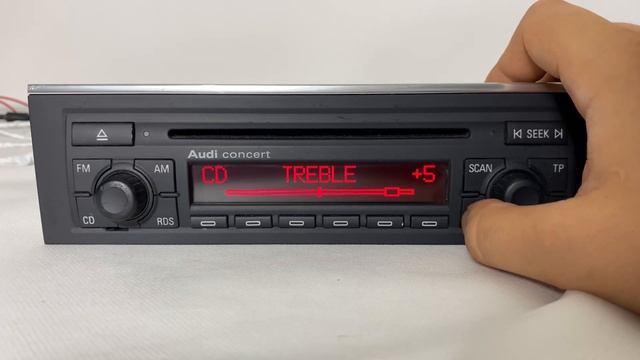 SEEK
Audi concert
FM AM
CD RDS
CD TREBLE +5
SCAN TP